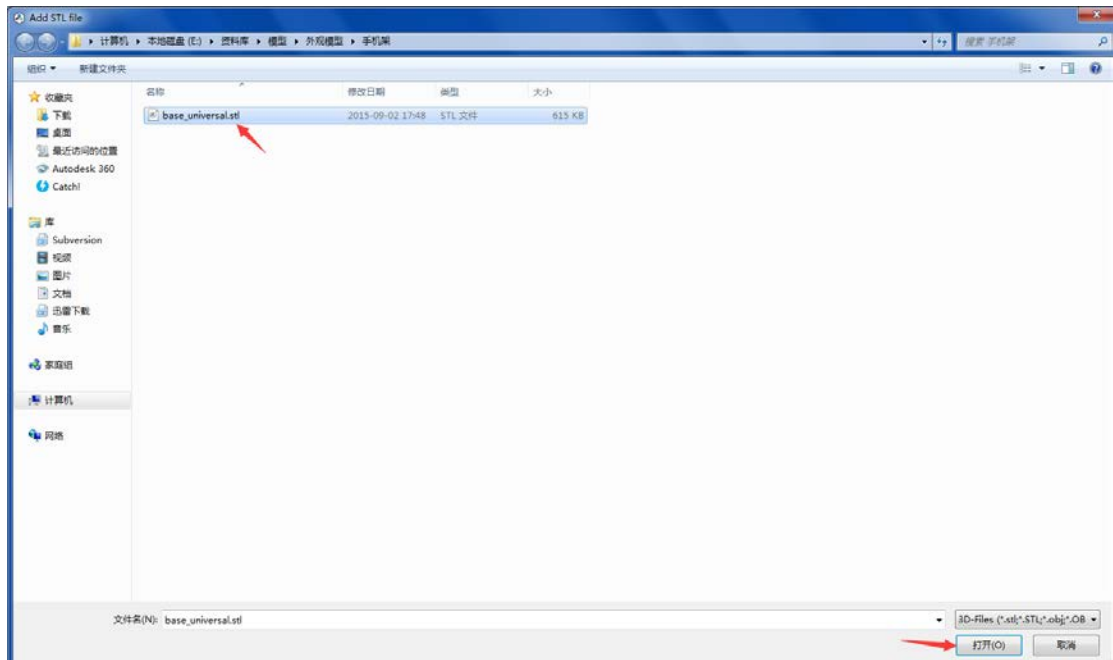 Add STL file
计算机 ▸ 本地磁盘 (E:) ▸ 资料库 ▸ 模型 ▸ 外观模型 ▸ 手机架
搜索 手机架
组织 新建文件夹
名称 修改日期 类型 大小
base_universal.stl 2015-09-02 17:48 STL 文件 615 KB
收藏夹
下载
桌面
最近访问的位置
Autodesk 360
Catch!
库
Subversion
视频
图片
文档
迅雷下载
音乐
家庭组
计算机
网络
文件名(N): base_universal.stl
3D-Files (*.stl;*.STL;*.obj;*.OB
打开(O) 取消